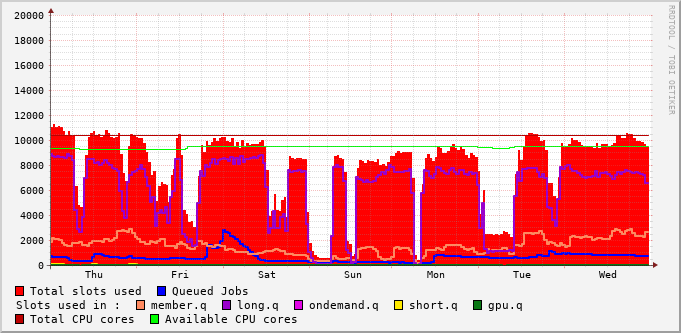 20000
18000
16000
14000
12000
10000
8000
6000
4000
2000
0
Thu Fri Sat Sun Mon Tue Wed
RRDTOOL / TOBI OETIKER
Total slots used Queued Jobs
Slots used in : member.q long.q ondemand.q short.q gpu.q
Total CPU cores Available CPU cores